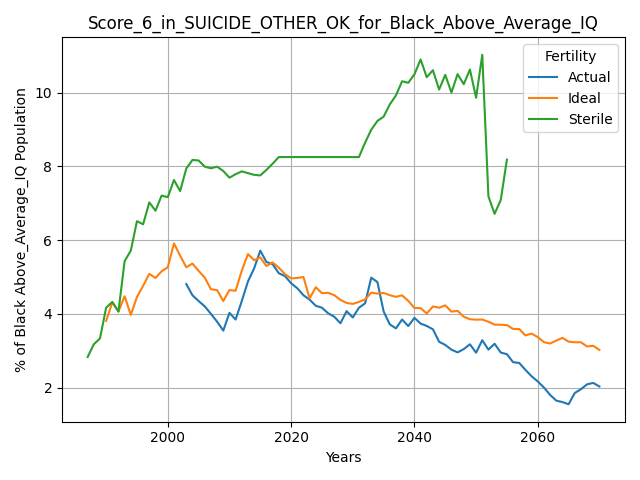 Score_6_in_SUICIDE_OTHER_OK_for_Black_Above_Average_IQ
% of Black Above_Average_IQ Population
10
8
6
4
2
Fertility
Actual
Ideal
Sterile
2000
2020
2040
2060
Years